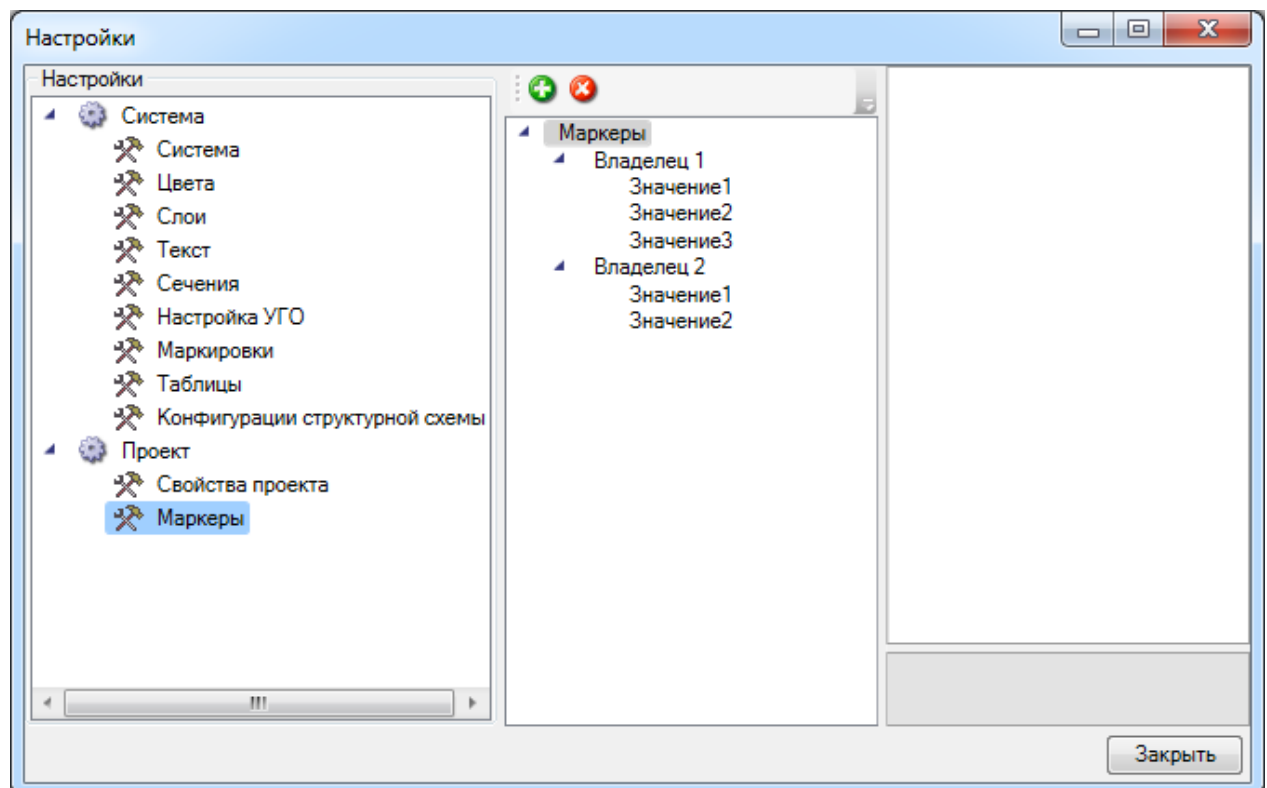 Настройки
Настройки
Система
Система
Цвета
Слои
Текст
Сечения
Настройка УГО
Маркировки
Таблицы
Конфигурации структурной схемы
Проект
Свойства проекта
Маркеры
Маркеры
Владелец 1
Значение1
Значение2
Значение3
Владелец 2
Значение1
Значение2
Закрыть